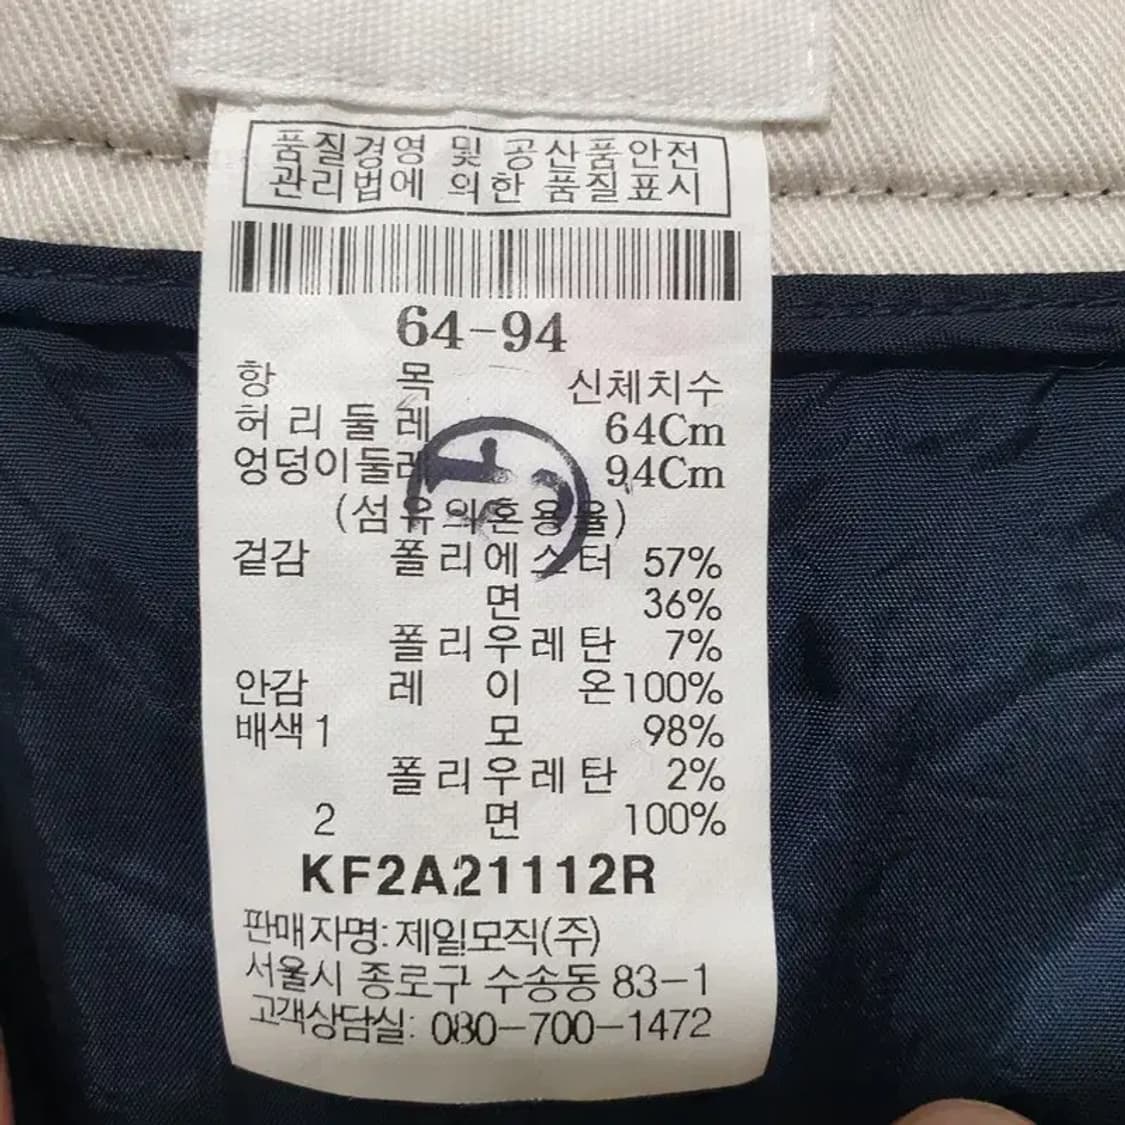 품질경영 및 공산품안전
관리법에 의한 품질표시
64-94
항 목 신체치수
허리둘레 64Cm
엉덩이둘레 94Cm
(섬유의혼용율)
겉감 폴리에스터 57%
면 36%
폴리우레탄 7%
안감 레이온 100%
배색1 모 98%
폴리우레탄 2%
2 면 100%
KF2A21112R
판매자명: 제일모직(주)
서울시 종로구 수송동 83-1
고객상담실: 080-700-1472